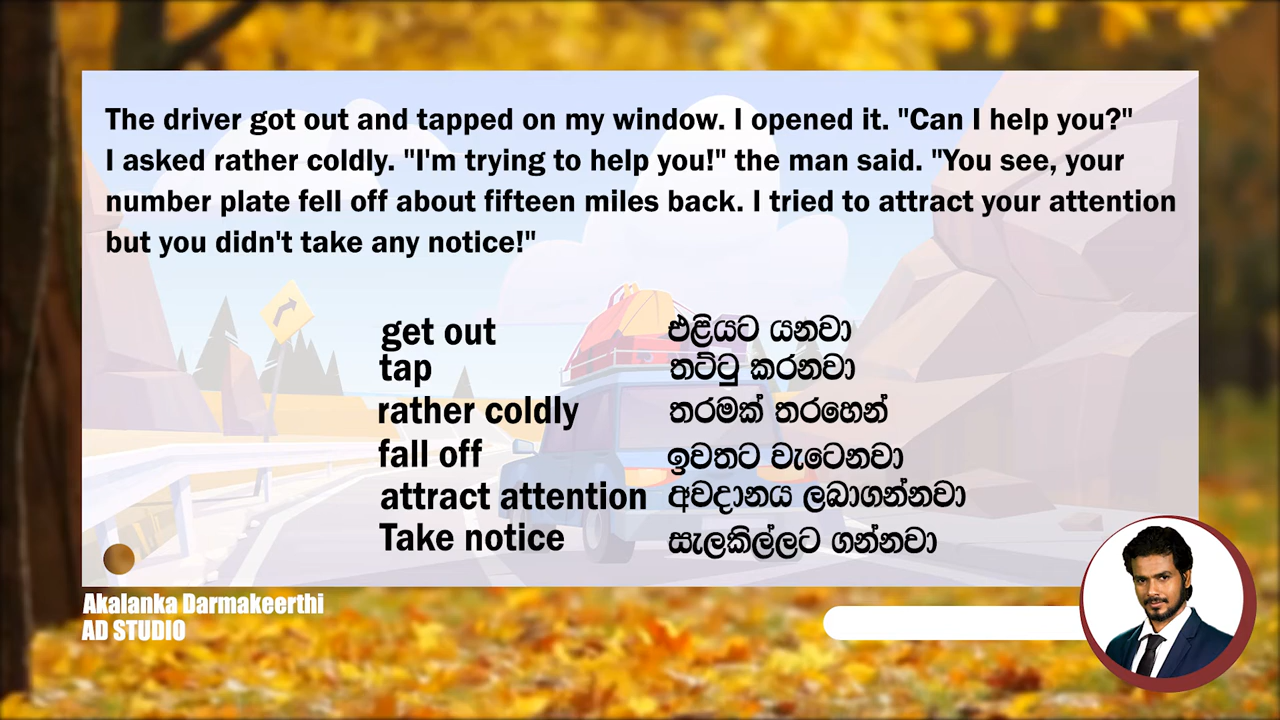 The driver got out and tapped on my window. I opened it. "Can I help you?"
I asked rather coldly. "I'm trying to help you!" the man said. "You see, your
number plate fell off about fifteen miles back. I tried to attract your attention
but you didn't take any notice!"
get out එළියට යනවා
tap තට්ටු කරනවා
rather coldly තරමක් තරහෙන්
fall off ඉවතට වැටෙනවා
attract attention අවදානය ලබාගන්නවා
Take notice සැලකිල්ලට ගන්නවා
Akalanka Darmakeerthi
AD STUDIO